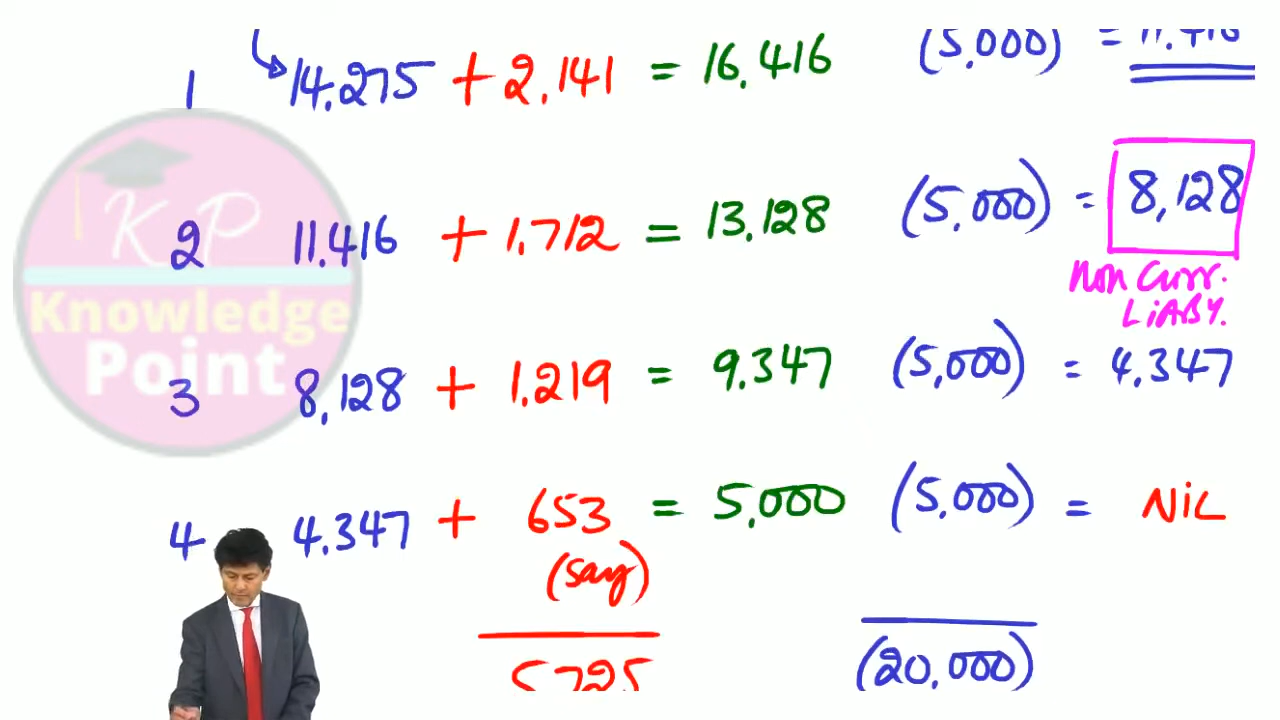 (5,000) = 11.416
1 14.275 + 2.141 = 16.416
2 11.416 + 1.712 = 13.128 (5,000) = 8,128
Non Curr.
LiABY.
3 8,128 + 1.219 = 9.347 (5,000) = 4.347
4 4.347 + 653 = 5,000 (5,000) = NiL
(Say)
5725 (20,000)
KP
Knowledge
Point